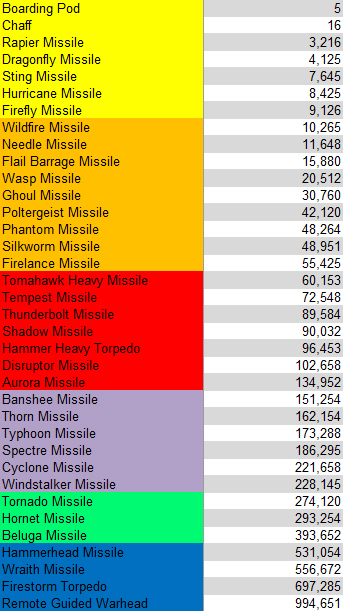 Boarding Pod 5
Chaff 16
Rapier Missile 3,216
Dragonfly Missile 4,125
Sting Missile 7,645
Hurricane Missile 8,425
Firefly Missile 9,126
Wildfire Missile 10,265
Needle Missile 11,648
Flail Barrage Missile 15,880
Wasp Missile 20,512
Ghoul Missile 30,760
Poltergeist Missile 42,120
Phantom Missile 48,264
Silkworm Missile 48,951
Firelance Missile 55,425
Tomahawk Heavy Missile 60,153
Tempest Missile 72,548
Thunderbolt Missile 89,584
Shadow Missile 90,032
Hammer Heavy Torpedo 96,453
Disruptor Missile 102,658
Aurora Missile 134,952
Banshee Missile 151,254
Thorn Missile 162,154
Typhoon Missile 173,288
Spectre Missile 186,295
Cyclone Missile 221,658
Windstalker Missile 228,145
Tornado Missile 274,120
Hornet Missile 293,254
Beluga Missile 393,652
Hammerhead Missile 531,054
Wraith Missile 556,672
Firestorm Torpedo 697,285
Remote Guided Warhead 994,651